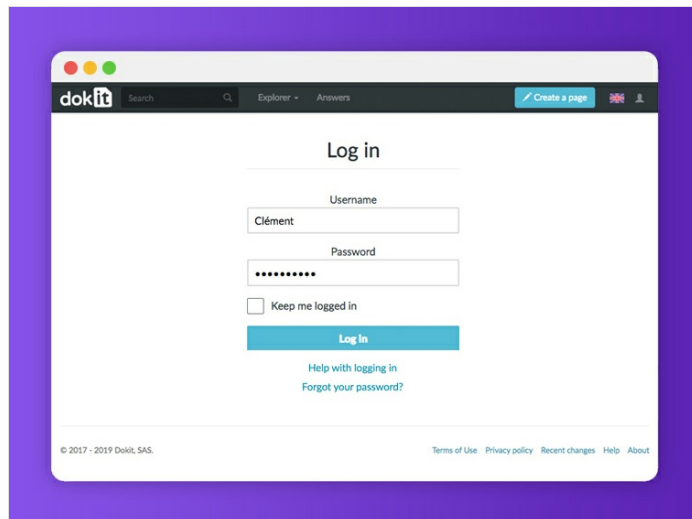 dokit Search Explorer Answers Create a page
Log in
Username
Clément
Password
••••••••••
Keep me logged in
Log in
Help with logging in
Forgot your password?
© 2017 - 2019 Dokit, SAS. Terms of Use Privacy policy Recent changes Help About